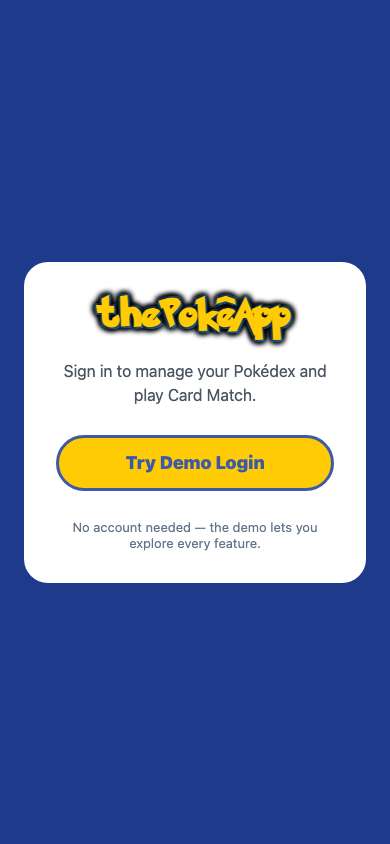 thePokēApp
Sign in to manage your Pokédex and
play Card Match.
Try Demo Login
No account needed — the demo lets you
explore every feature.